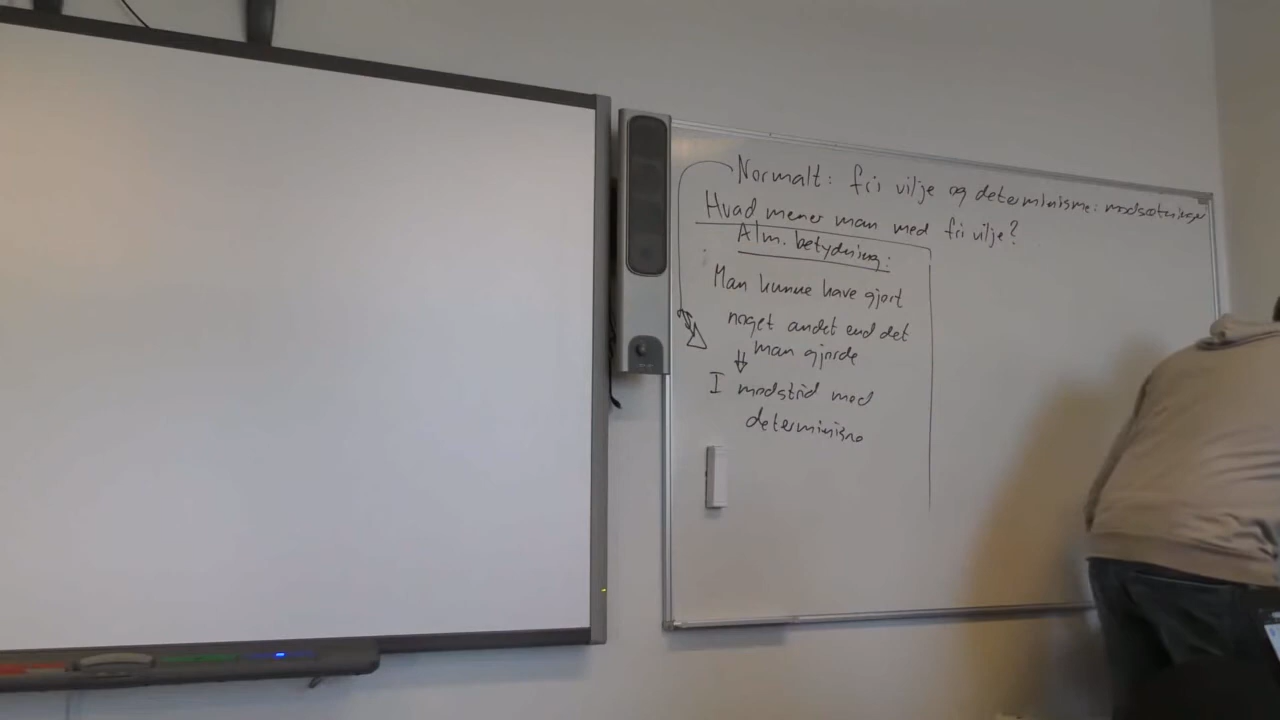 Normalt: fri vilje og determinisme: modsætninger
Hvad mener man med fri vilje?
Alm. betydning:
Man kunne have gjort
noget andet end det
man gjorde
I modstrid med
determinisme